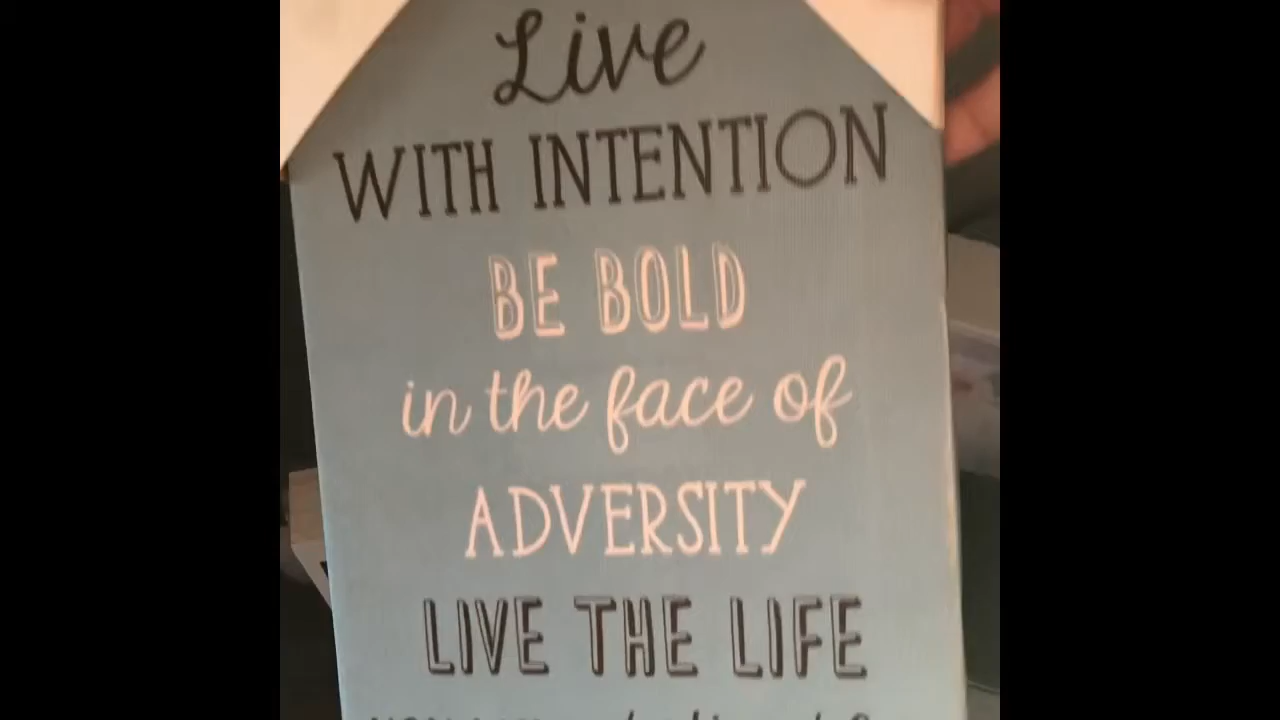 Live
WITH INTENTION
BE BOLD
in the face of
ADVERSITY
LIVE THE LIFE